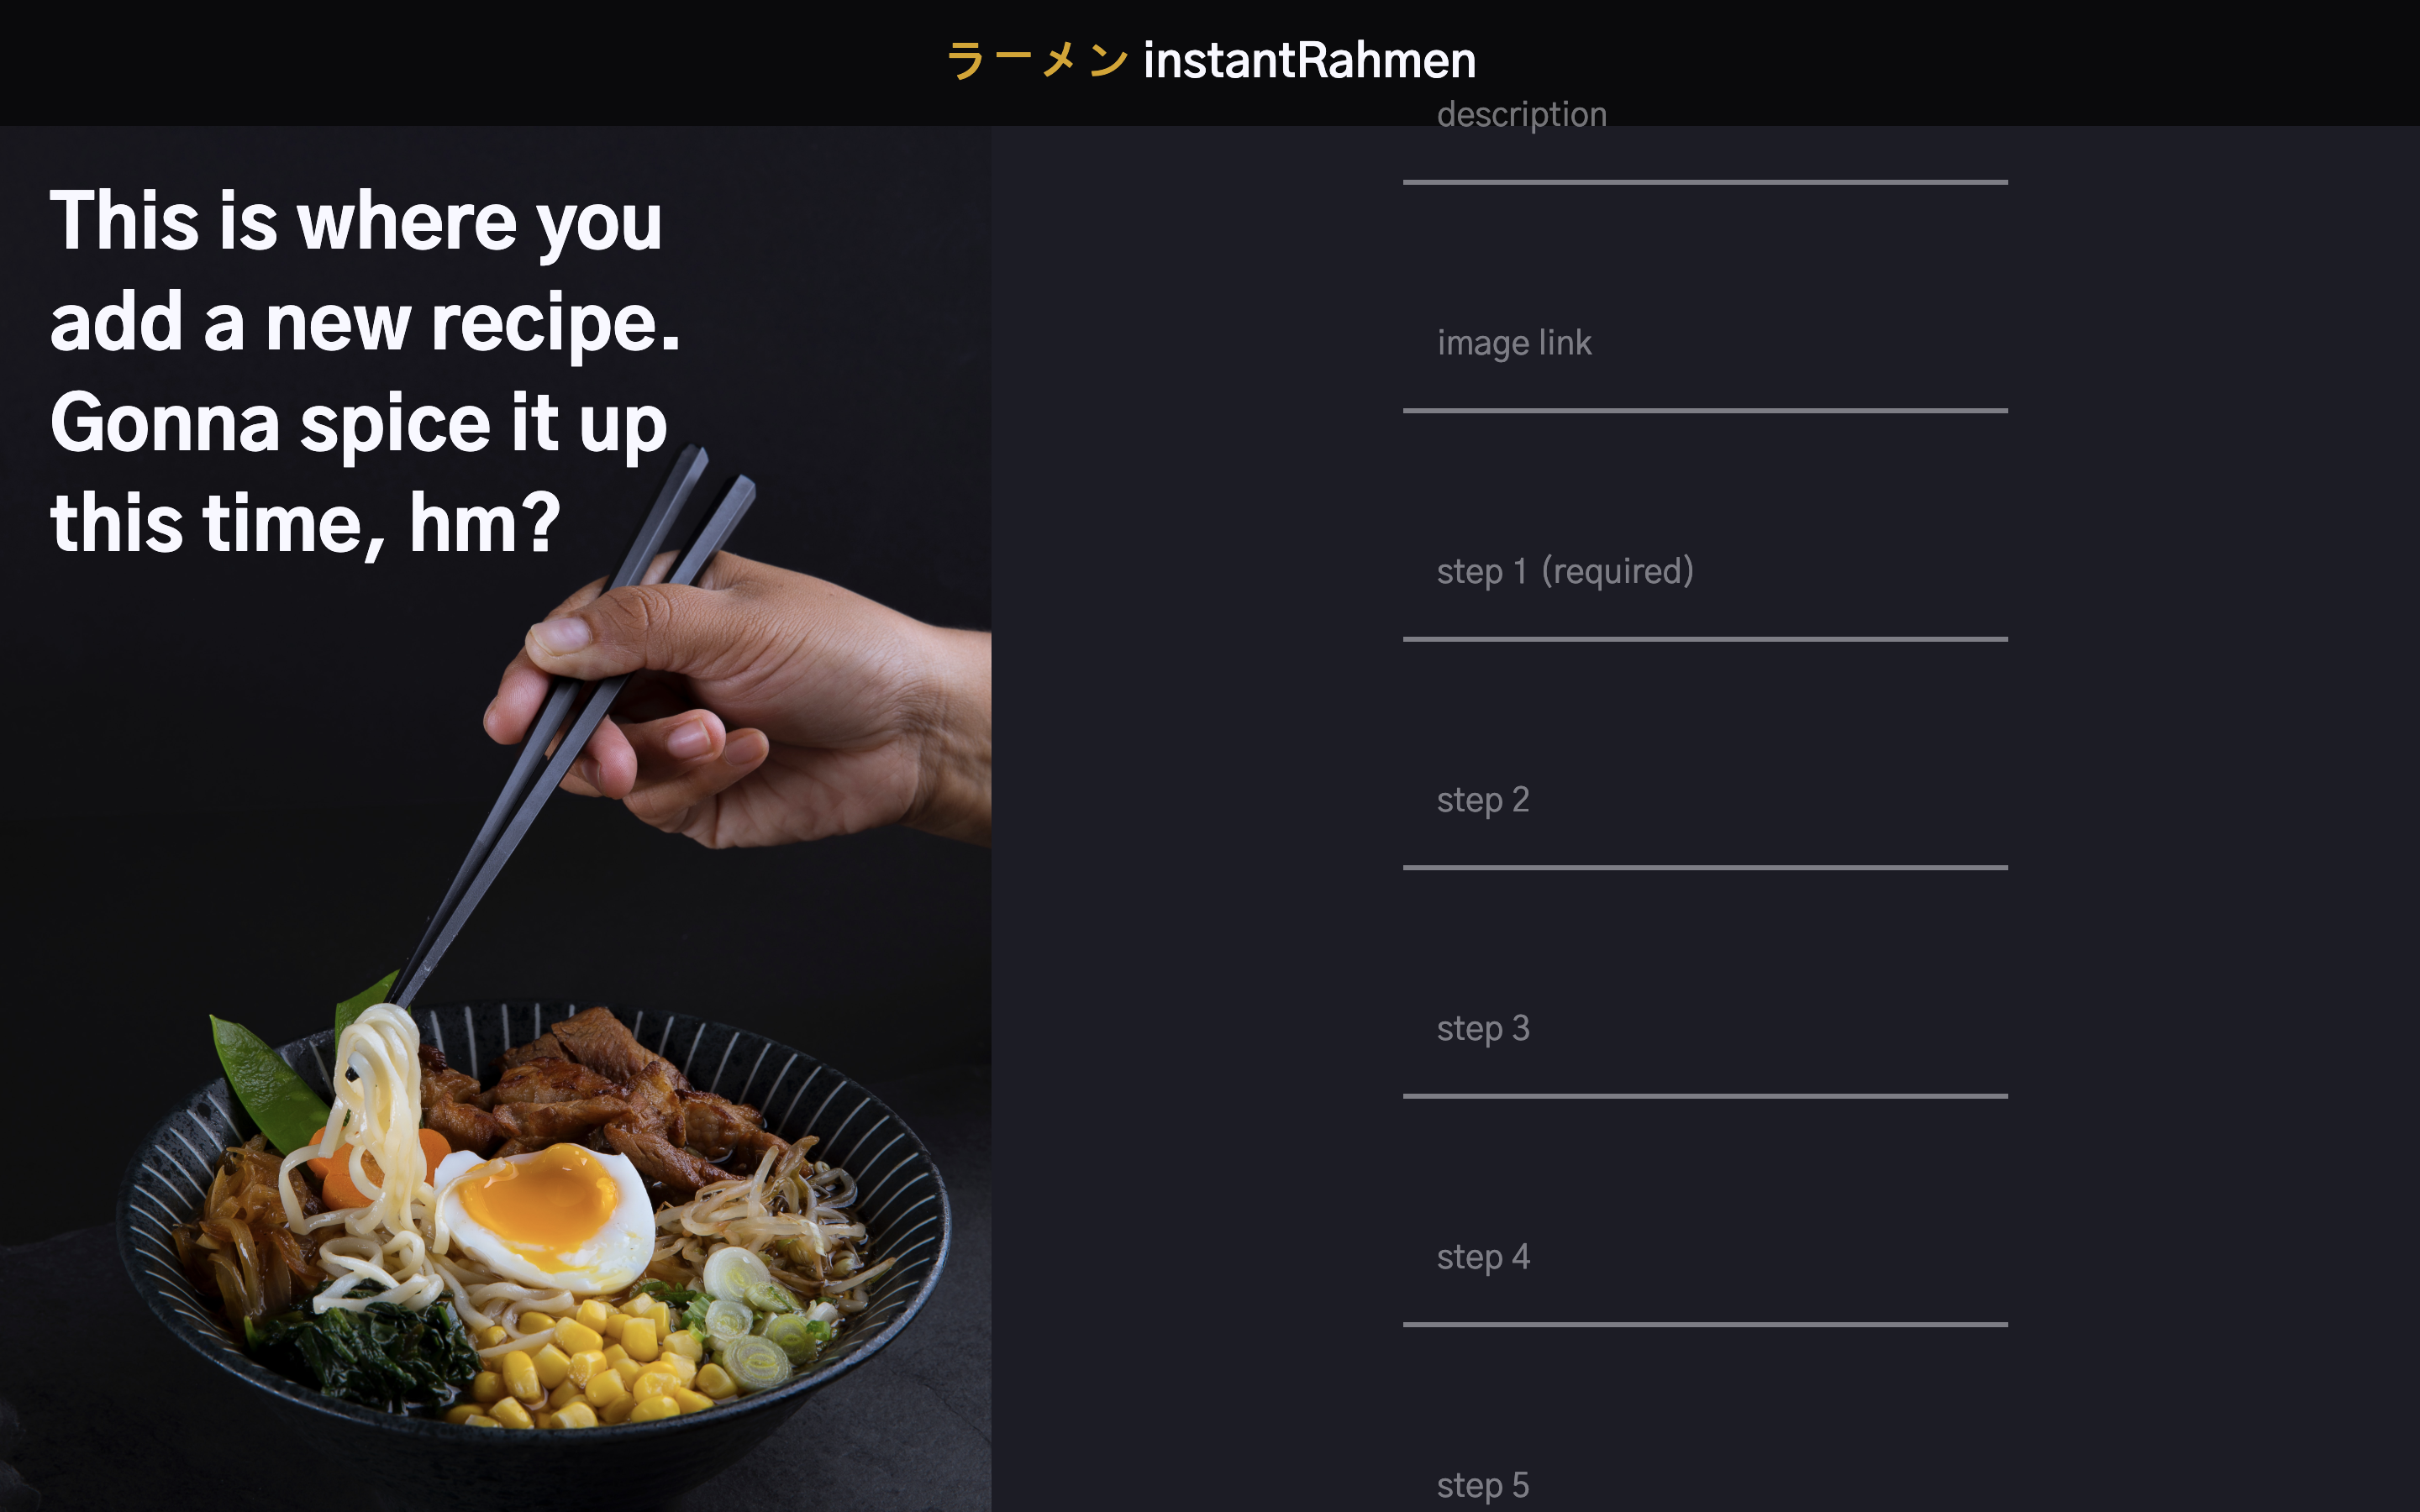 ラーメン instantRahmen
This is where you
add a new recipe.
Gonna spice it up
this time, hm?
description
image link
step 1 (required)
step 2
step 3
step 4
step 5